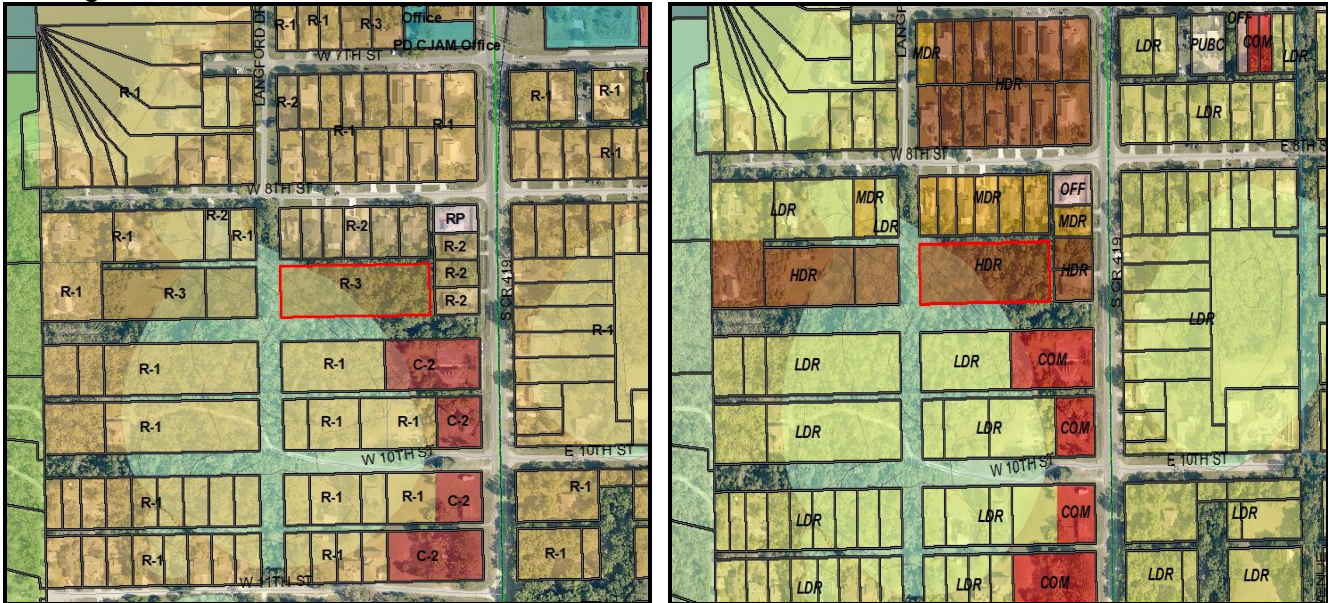 R-1
R-1
R-3
Office
PD CJAM Office
W 7TH ST
LANGFORD DR
R-1
R-2
R-1
R-1
R-1
R-1
R-1
W 8TH ST
R-1
R-2
R-1
R-2
RP
R-2
R-2
R-2
R-1
R-3
R-3
S CR 419
R-1
R-1
R-1
C-2
R-1
R-1
R-1
C-2
W 10TH ST
E 10TH ST
R-1
R-1
R-1
C-2
R-1
R-1
R-1
C-2
R-1
W 11TH ST
MDR
HDR
LDR
PUBC
OFF
COM
LDR
LDR
W 8TH ST
LDR
MDR
LDR
MDR
OFF
MDR
HDR
HDR
HDR
S CR 419
LDR
LDR
LDR
COM
LDR
LDR
COM
W 10TH ST
E 10TH ST
LDR
LDR
COM
LDR
LDR
LDR
COM
LDR
LDR